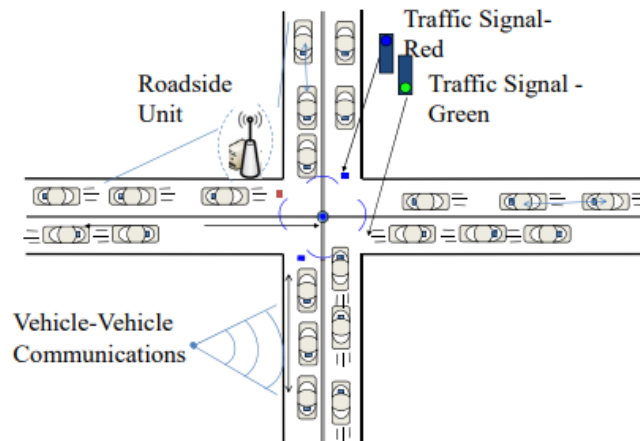 Traffic Signal-
Red
Roadside
Unit
Traffic Signal -
Green
Vehicle-Vehicle
Communications